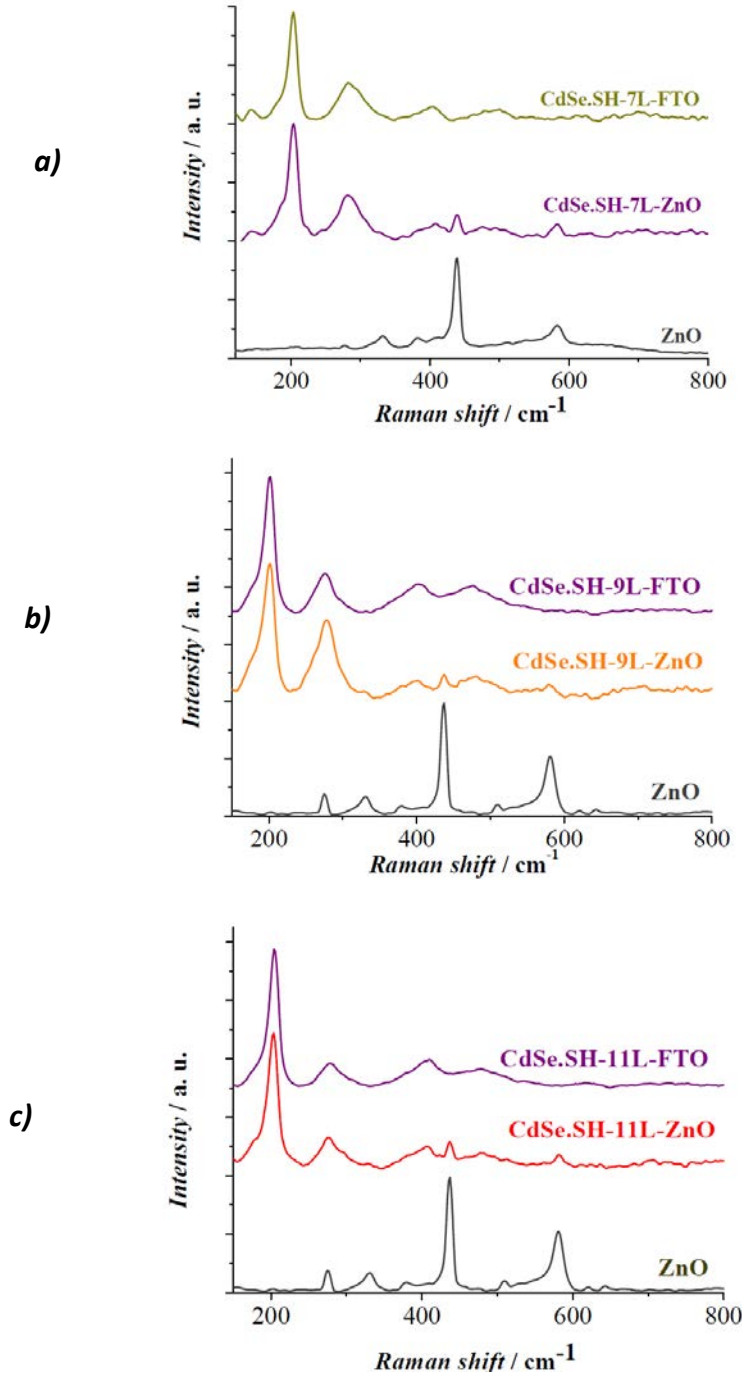 a)
Intensity / a. u.
CdSe.SH-7L-FTO
CdSe.SH-7L-ZnO
ZnO
200 400 600 800
Raman shift / cm-1
b)
Intensity / a. u.
CdSe.SH-9L-FTO
CdSe.SH-9L-ZnO
ZnO
200 400 600 800
Raman shift / cm-1
c)
Intensity / a. u.
CdSe.SH-11L-FTO
CdSe.SH-11L-ZnO
ZnO
200 400 600 800
Raman shift / cm-1